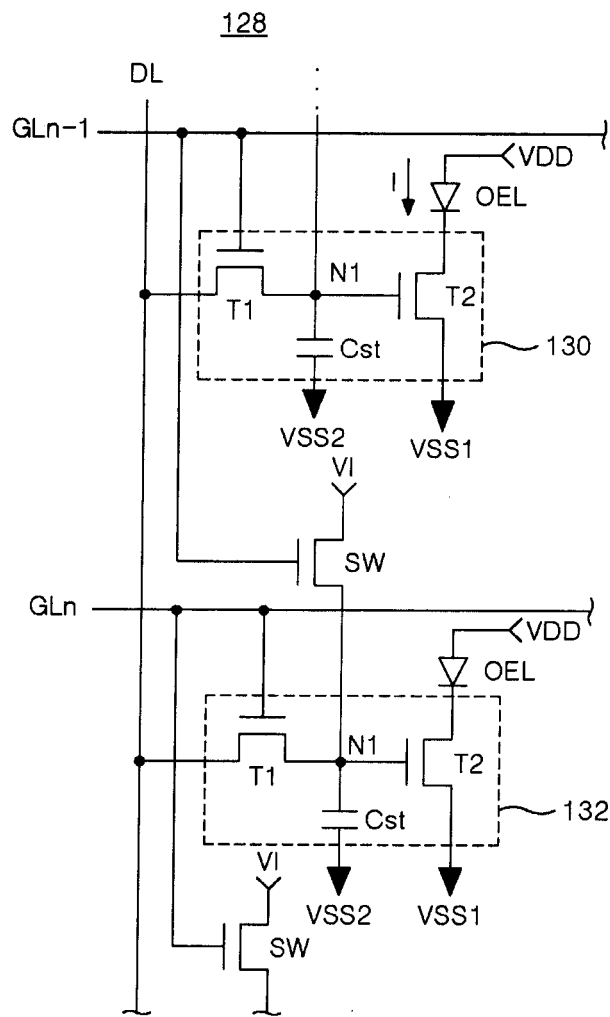 128
DL
GLn-1
VDD
I
OEL
N1
T1
T2
Cst
130
VSS2
VSS1
VI
SW
GLn
VDD
OEL
N1
T1
T2
Cst
132
VI
VSS2
VSS1
SW